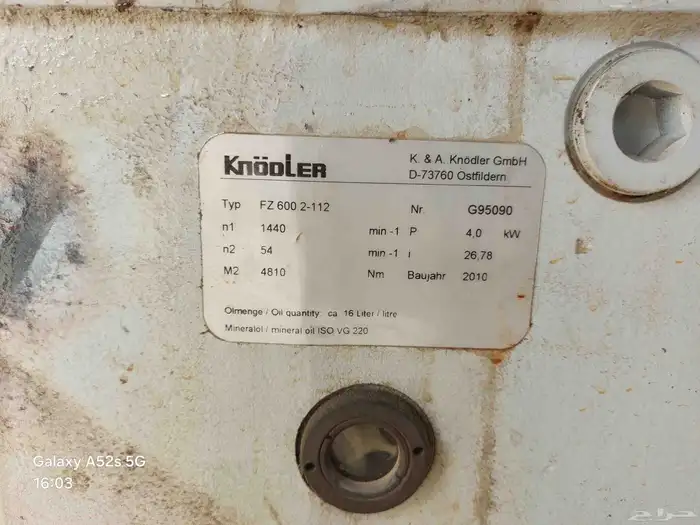 KNÖDLER
K. & A. Knödler GmbH
D-73760 Ostfildern
Typ FZ 600 2-112 Nr G95090
n1 1440 min -1 P 4,0 kW
n2 54 min -1 i 26,78
M2 4810 Nm Baujahr 2010
Ölmenge / Oil quantity: ca 16 Liter / litre
Mineralöl / mineral oil ISO VG 220
Galaxy A52s 5G
16:03
حراج